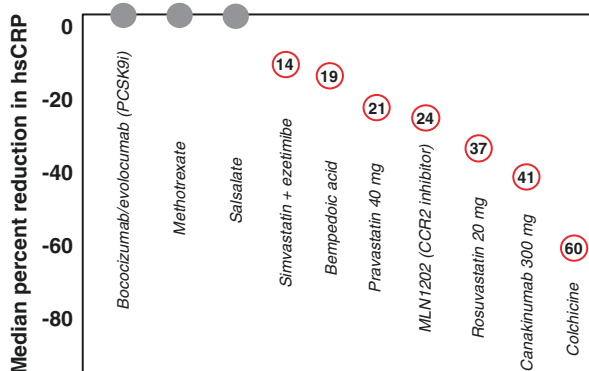 Median percent reduction in hsCRP
0
-20
-40
-60
-80
Bococizumab/evolocumab (PCSK9i)
Methotrexate
Salsalate
14
Simvastatin + ezetimibe
19
Bempedoic acid
21
Pravastatin 40 mg
24
MLN1202 (CCR2 inhibitor)
37
Rosuvastatin 20 mg
41
Canakinumab 300 mg
60
Colchicine